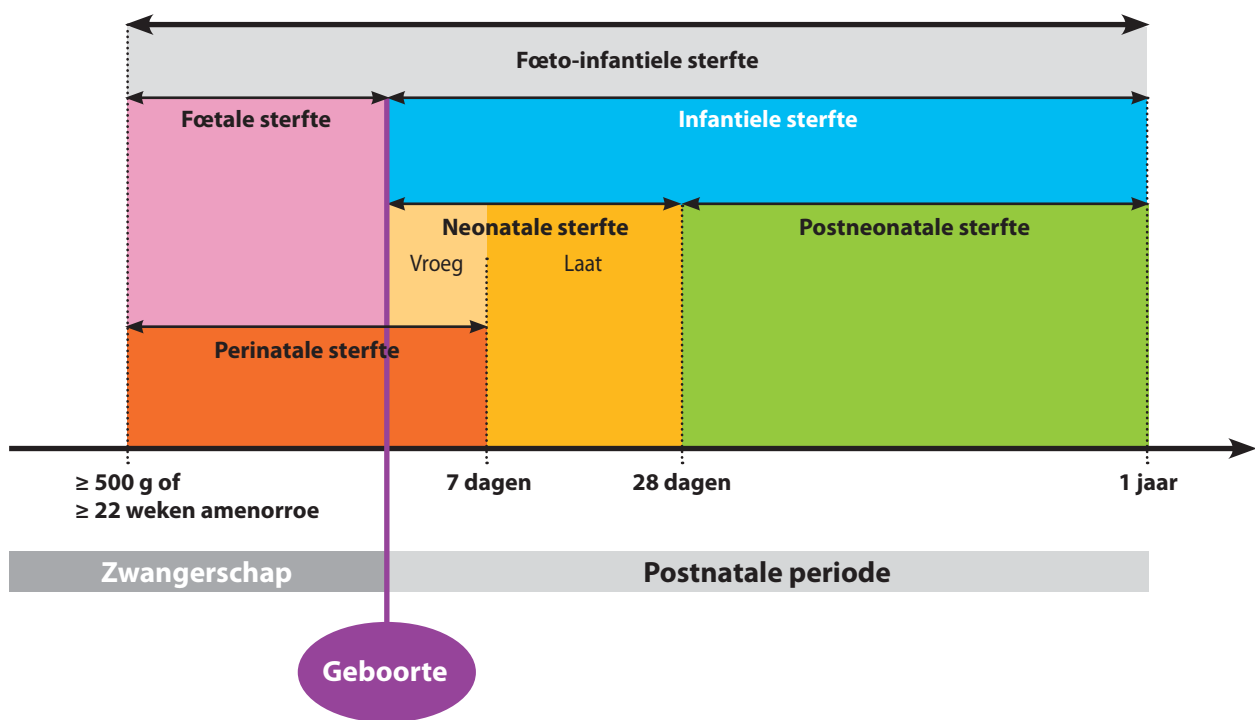 Fœto-infantiele sterfte
Fœtale sterfte
Infantiele sterfte
Neonatale sterfte
Postneonatale sterfte
Vroeg
Laat
Perinatale sterfte
≥ 500 g of
≥ 22 weken amenorroe
7 dagen
28 dagen
1 jaar
Zwangerschap
Postnatale periode
Geboorte